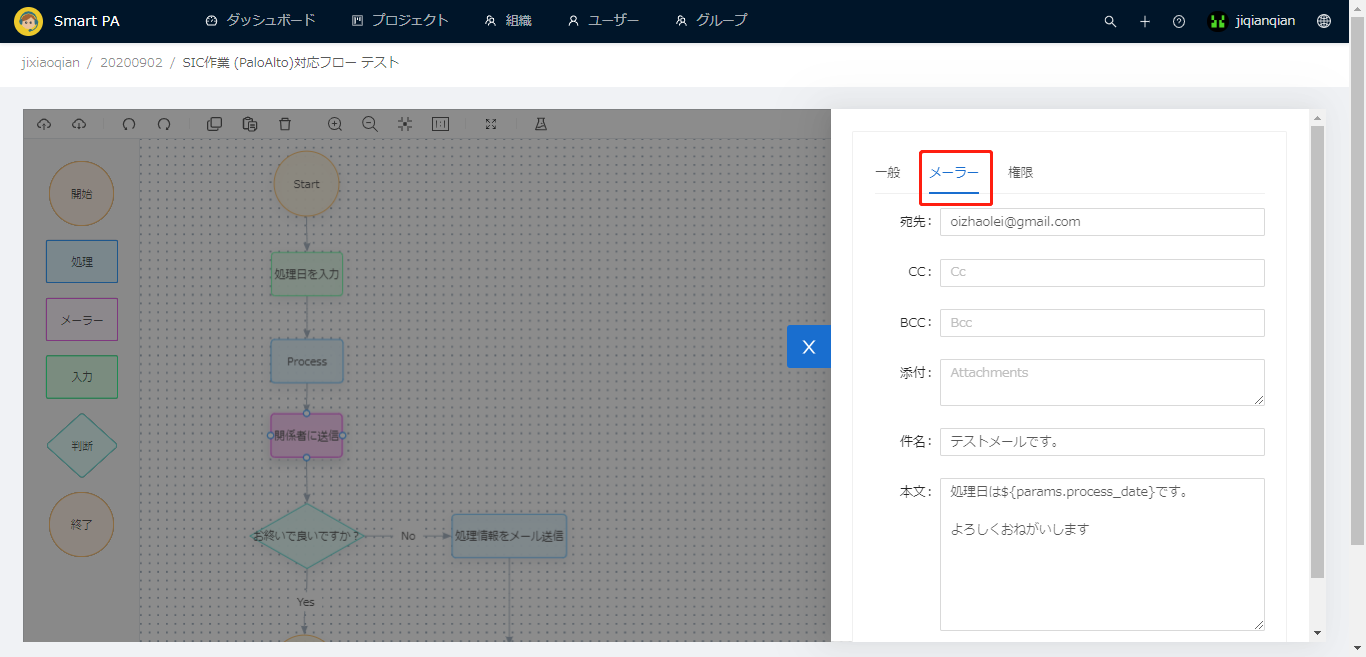 Smart PA ダッシュボード プロジェクト 組織 ユーザー グループ jiqianqian
jixiaoqian / 20200902 / SIC作業 (PaloAlto)対応フロー テスト
開始
処理
メーラー
入力
判断
終了
Start
処理日を入力
Process
関係者に送信
お終いで良いですか？
No
処理情報をメール送信
Yes
X
一般 メーラー 権限
宛先: oizhaolei@gmail.com
CC: Cc
BCC: Bcc
添付: Attachments
件名: テストメールです。
本文: 処理日は${params.process_date}です。
よろしくおねがいします